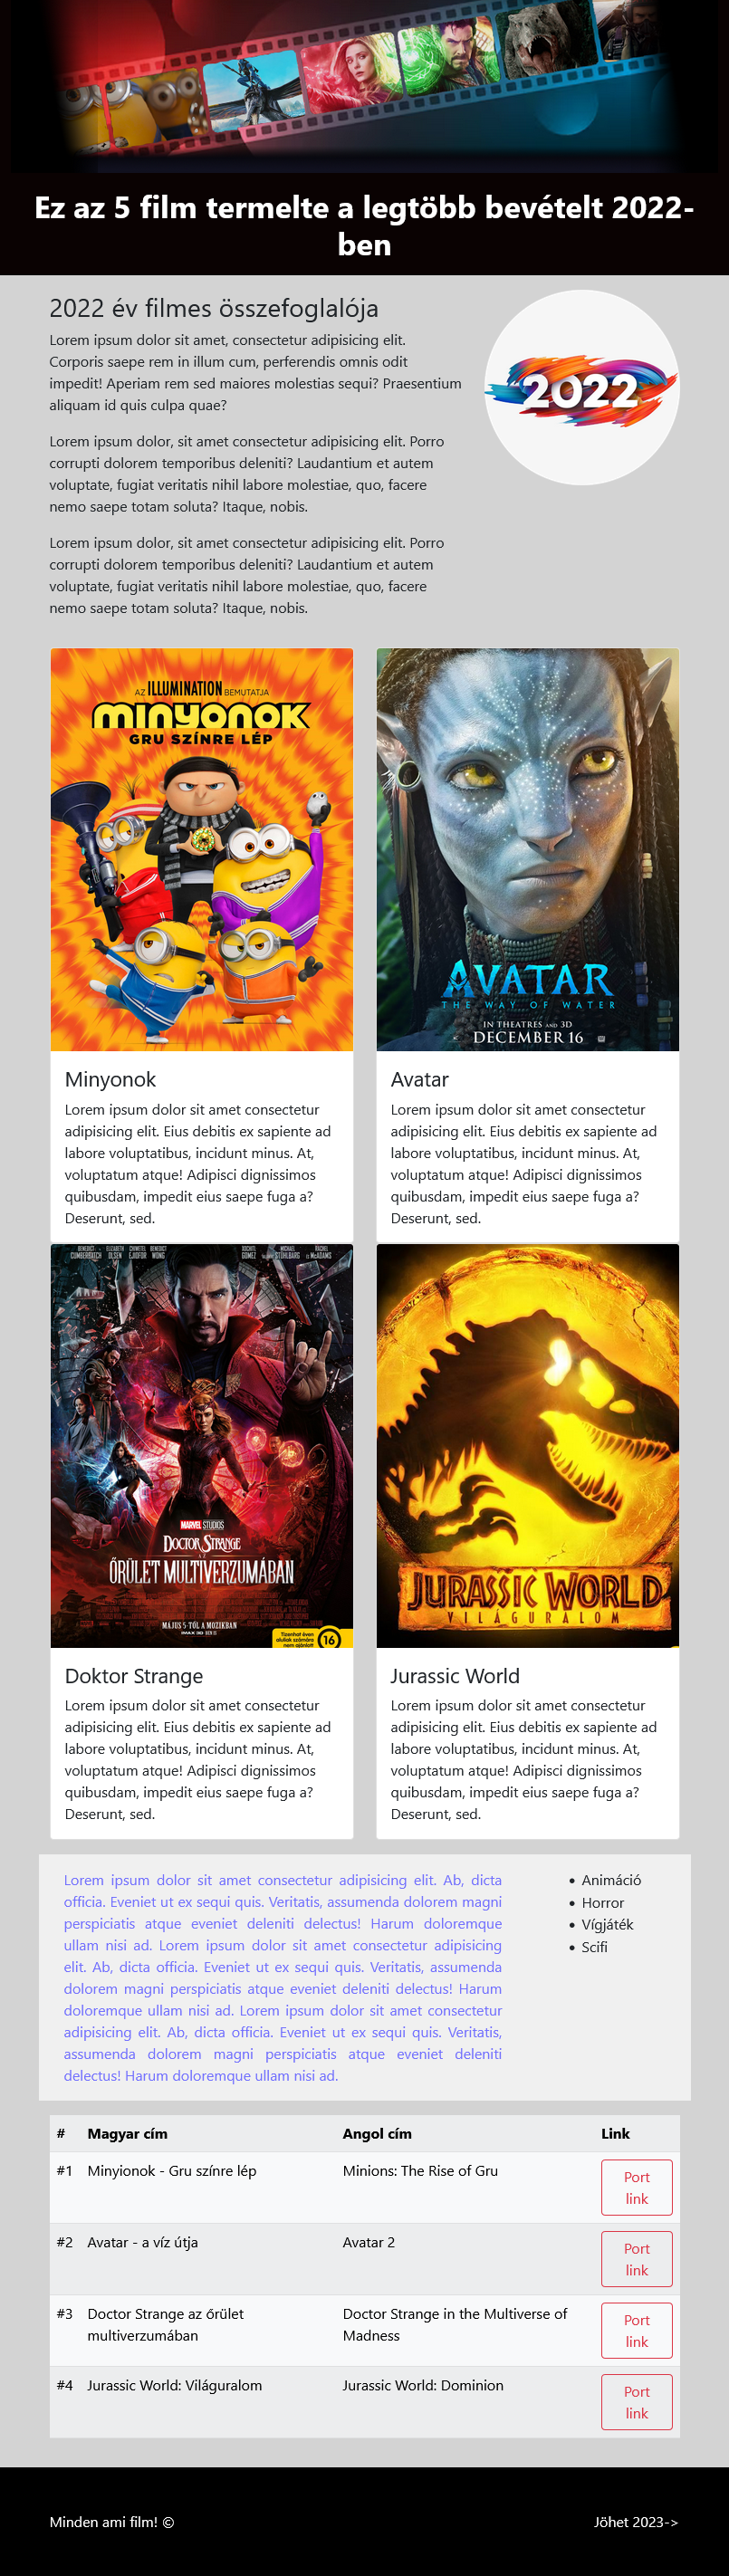 Ez az 5 film termelte a legtöbb bevételt 2022-
ben
2022 év filmes összefoglalója
Lorem ipsum dolor sit amet, consectetur adipisicing elit.
Corporis saepe rem in illum cum, perferendis omnis odit
impedit! Aperiam rem sed maiores molestias sequi? Praesentium
aliquam id quis culpa quae?
Lorem ipsum dolor, sit amet consectetur adipisicing elit. Porro
corrupti dolorem temporibus deleniti? Laudantium et autem
voluptate, fugiat veritatis nihil labore molestiae, quo, facere
nemo saepe totam soluta? Itaque, nobis.
Lorem ipsum dolor, sit amet consectetur adipisicing elit. Porro
corrupti dolorem temporibus deleniti? Laudantium et autem
voluptate, fugiat veritatis nihil labore molestiae, quo, facere
nemo saepe totam soluta? Itaque, nobis.
2022
AZ ILLUMINATION BEMUTATJA
MINYONOK
GRU SZÍNRE LÉP
Minyonok
Lorem ipsum dolor sit amet consectetur
adipisicing elit. Eius debitis ex sapiente ad
labore voluptatibus, incidunt minus. At,
voluptatum atque! Adipisci dignissimos
quibusdam, impedit eius saepe fuga a?
Deserunt, sed.
AVATAR
THE WAY OF WATER
IN THEATRES AND 3D
DECEMBER 16
Avatar
Lorem ipsum dolor sit amet consectetur
adipisicing elit. Eius debitis ex sapiente ad
labore voluptatibus, incidunt minus. At,
voluptatum atque! Adipisci dignissimos
quibusdam, impedit eius saepe fuga a?
Deserunt, sed.
BENEDICT CUMBERBATCH ELIZABETH OLSEN CHIWETEL EJIOFOR BENEDICT WONG XOCHITL GOMEZ MICHAEL STUHLBARG RACHEL McADAMS
MARVEL STUDIOS
DOCTOR STRANGE
AZ
ŐRÜLET MULTIVERZUMÁBAN
MÁJUS 5-TŐL A MOZIKBAN
16
Doktor Strange
Lorem ipsum dolor sit amet consectetur
adipisicing elit. Eius debitis ex sapiente ad
labore voluptatibus, incidunt minus. At,
voluptatum atque! Adipisci dignissimos
quibusdam, impedit eius saepe fuga a?
Deserunt, sed.
JURASSIC WORLD
VILÁGURALOM
Jurassic World
Lorem ipsum dolor sit amet consectetur
adipisicing elit. Eius debitis ex sapiente ad
labore voluptatibus, incidunt minus. At,
voluptatum atque! Adipisci dignissimos
quibusdam, impedit eius saepe fuga a?
Deserunt, sed.
Lorem ipsum dolor sit amet consectetur adipisicing elit. Ab, dicta
officia. Eveniet ut ex sequi quis. Veritatis, assumenda dolorem magni
perspiciatis atque eveniet deleniti delectus! Harum doloremque
ullam nisi ad. Lorem ipsum dolor sit amet consectetur adipisicing
elit. Ab, dicta officia. Eveniet ut ex sequi quis. Veritatis, assumenda
dolorem magni perspiciatis atque eveniet deleniti delectus! Harum
doloremque ullam nisi ad. Lorem ipsum dolor sit amet consectetur
adipisicing elit. Ab, dicta officia. Eveniet ut ex sequi quis. Veritatis,
assumenda dolorem magni perspiciatis atque eveniet deleniti
delectus! Harum doloremque ullam nisi ad.
• Animáció
• Horror
• Vígjáték
• Scifi
# Magyar cím Angol cím Link
#1 Minyionok - Gru színre lép Minions: The Rise of Gru Port
link
#2 Avatar - a víz útja Avatar 2 Port
link
#3 Doctor Strange az őrület Doctor Strange in the Multiverse of Port
multiverzumában Madness link
#4 Jurassic World: Világuralom Jurassic World: Dominion Port
link
Minden ami film! © Jöhet 2023->